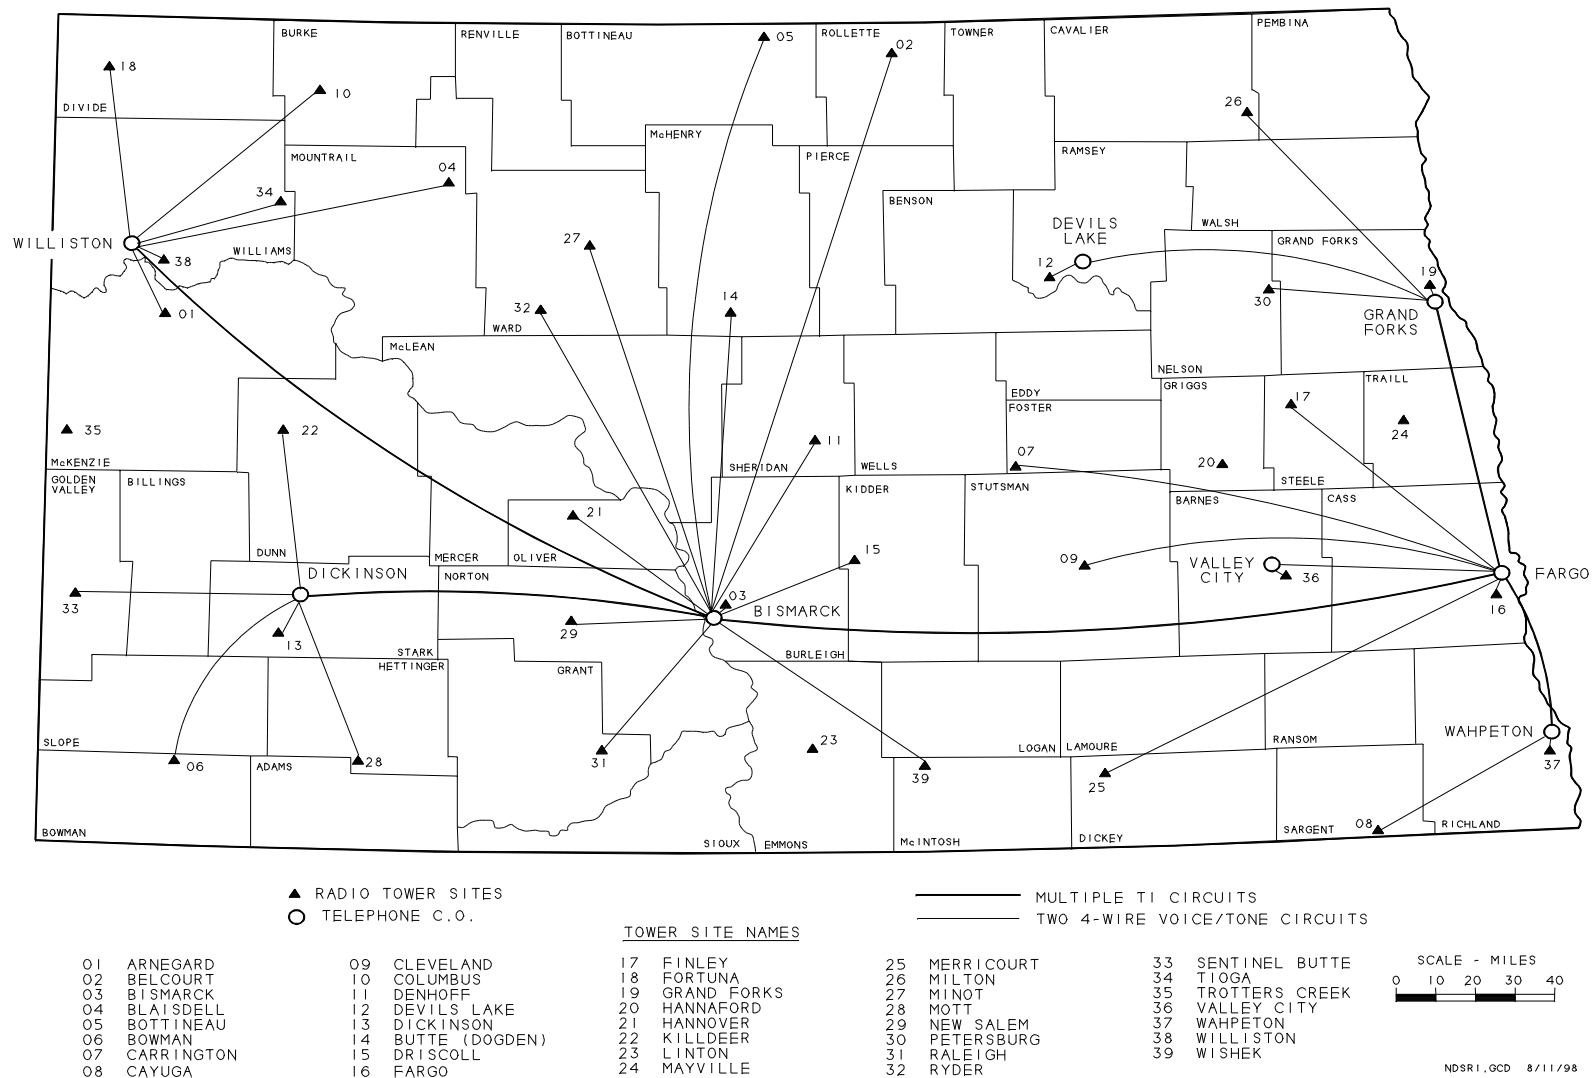 PEMBINA
BURKE
RENVILLE
BOTTINEAU
05
ROLLETTE
TOWNER
CAVALIER
02
18
10
26
DIVIDE
McHENRY
MOUNTRAIL
PIERCE
RAMSEY
04
34
BENSON
DEVILS
LAKE
WALSH
WILLISTON
WILLIAMS
27
GRAND FORKS
38
12
19
30
14
32
01
GRAND
FORKS
WARD
McLEAN
NELSON
TRAILL
GRIGGS
EDDY
FOSTER
17
35
22
11
24
07
20
McKENZIE
SHERIDAN
WELLS
GOLDEN
VALLEY
BILLINGS
STEELE
KIDDER
STUTSMAN
BARNES
CASS
21
DUNN
MERCER
OLIVER
15
09
VALLEY
CITY
36
FARGO
DICKINSON
NORTON
33
03
BISMARCK
16
29
13
STARK
HETTINGER
GRANT
BURLEIGH
SLOPE
23
LOGAN
LAMOURE
RANSOM
WAHPETON
06
ADAMS
28
31
39
25
37
BOWMAN
SIOUX
EMMONS
McINTOSH
DICKEY
SARGENT
08
RICHLAND
RADIO TOWER SITES
TELEPHONE C.O.
MULTIPLE T1 CIRCUITS
TWO 4-WIRE VOICE/TONE CIRCUITS
TOWER SITE NAMES
01 ARNEGARD
02 BELCOURT
03 BISMARCK
04 BLAISDELL
05 BOTTINEAU
06 BOWMAN
07 CARRINGTON
08 CAYUGA
09 CLEVELAND
10 COLUMBUS
11 DENHOFF
12 DEVILS LAKE
13 DICKINSON
14 BUTTE (DOGDEN)
15 DRISCOLL
16 FARGO
17 FINLEY
18 FORTUNA
19 GRAND FORKS
20 HANNAFORD
21 HANNOVER
22 KILLDEER
23 LINTON
24 MAYVILLE
25 MERRICOURT
26 MILTON
27 MINOT
28 MOTT
29 NEW SALEM
30 PETERSBURG
31 RALEIGH
32 RYDER
33 SENTINEL BUTTE
34 TIOGA
35 TROTTERS CREEK
36 VALLEY CITY
37 WAHPETON
38 WILLISTON
39 WISHEK
SCALE - MILES
0 10 20 30 40
NDSR1.GCD 8/11/98